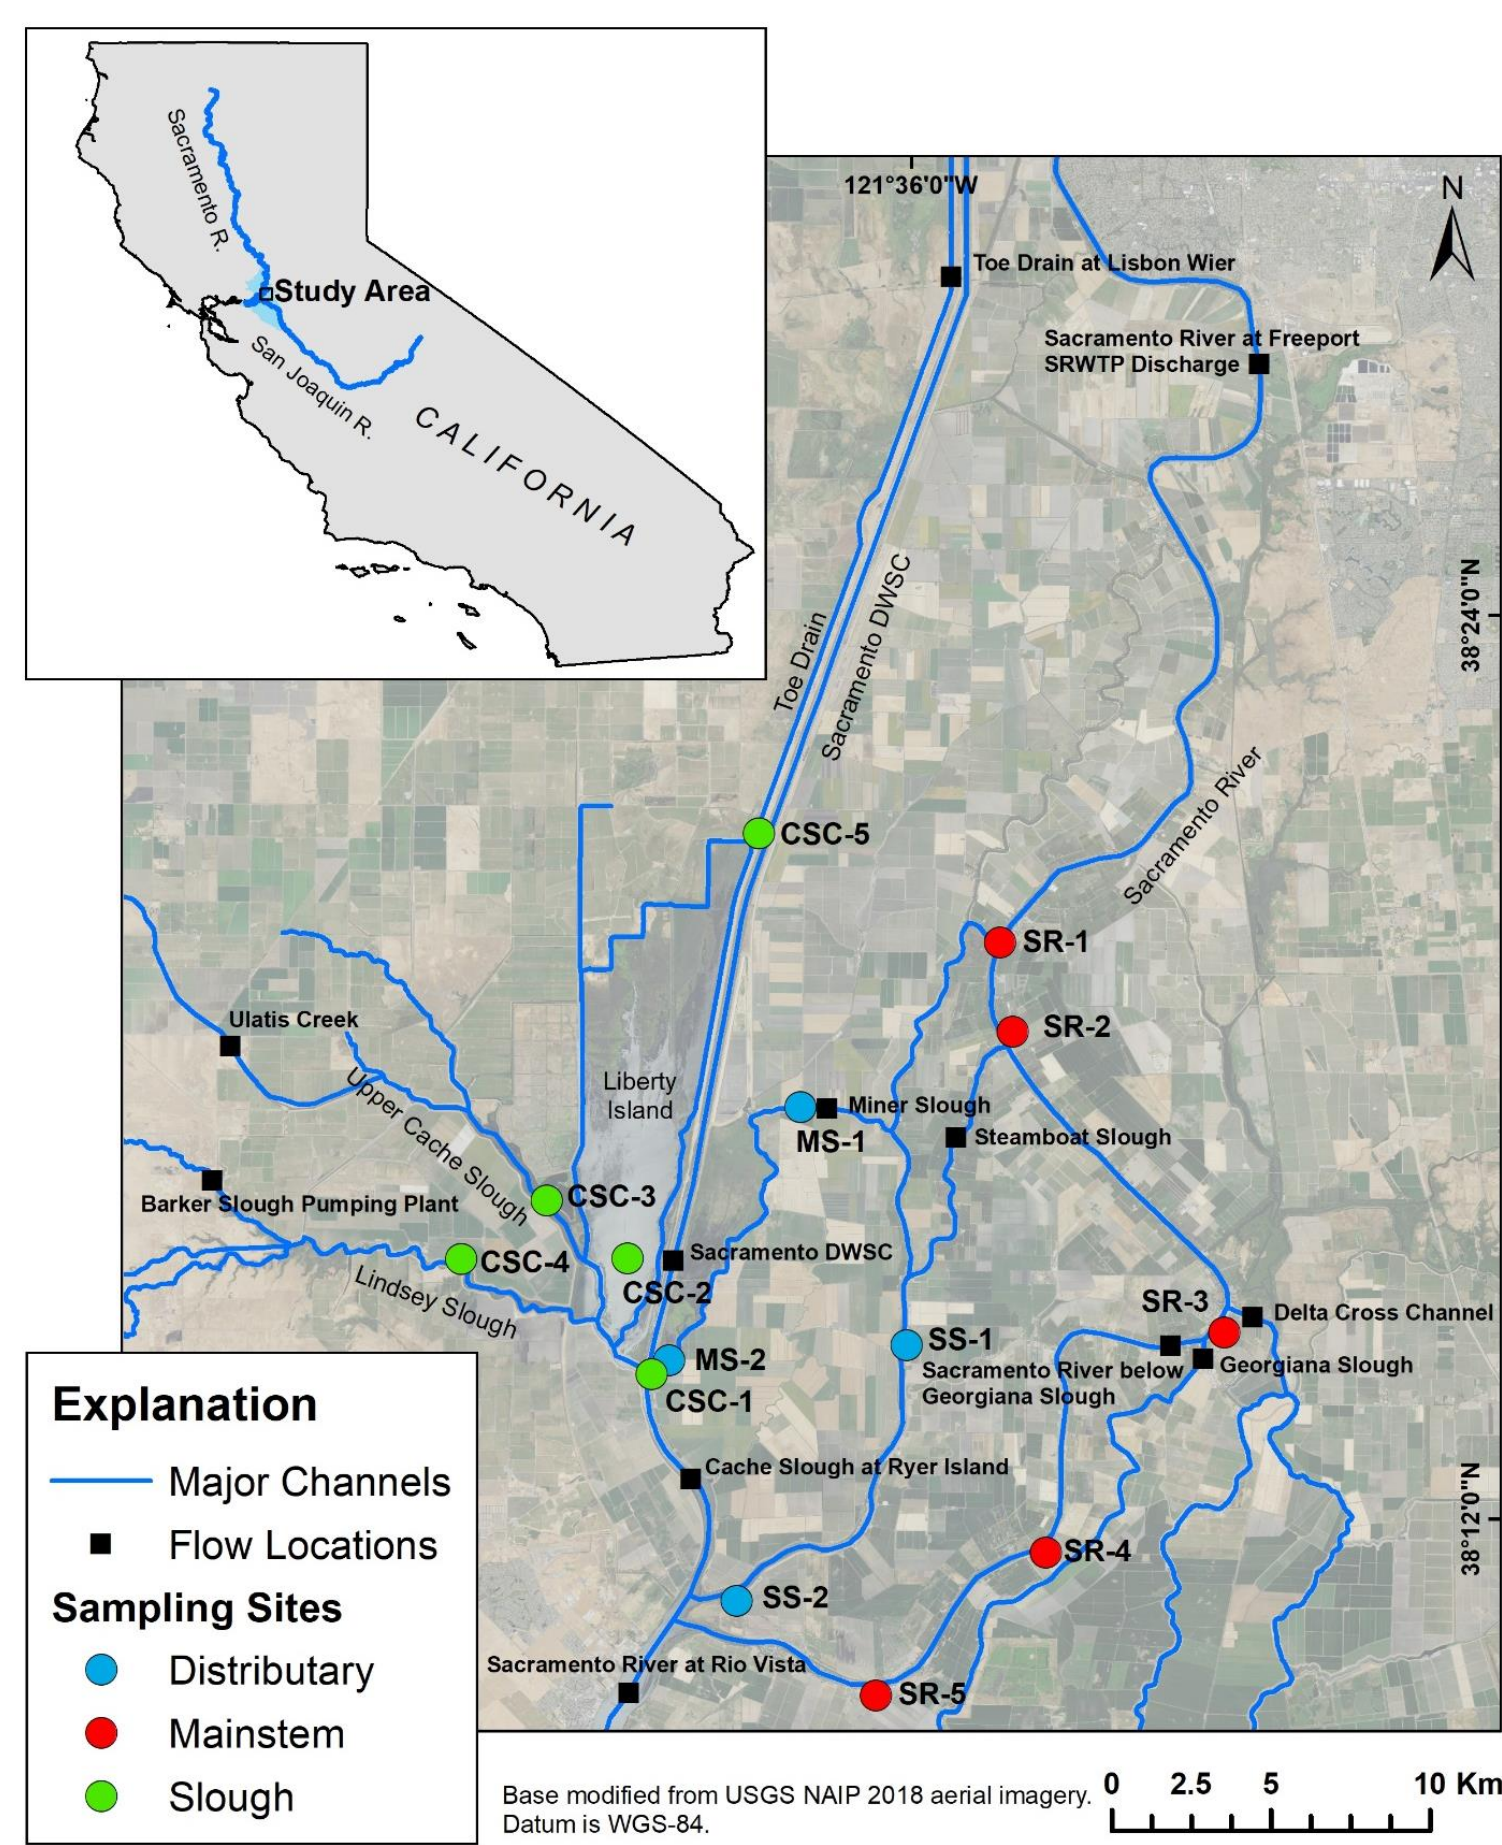 Sacramento R.
Study Area
San Joaquin R.
CALIFORNIA
121°36'0"W
N
Toe Drain at Lisbon Wier
Sacramento River at Freeport
SRWTP Discharge
38°24'0"N
Toe Drain
Sacramento DWSC
Sacramento River
CSC-5
SR-1
SR-2
Ulatis Creek
Upper Cache Slough
Liberty
Island
Miner Slough
MS-1
Steamboat Slough
Barker Slough Pumping Plant
CSC-3
CSC-4
Lindsey Slough
Sacramento DWSC
CSC-2
SR-3
Delta Cross Channel
SS-1
MS-2
Georgiana Slough
Sacramento River below
Georgiana Slough
CSC-1
Cache Slough at Ryer Island
38°12'0"N
SR-4
SS-2
Sacramento River at Rio Vista
SR-5
Explanation
Major Channels
Flow Locations
Sampling Sites
Distributary
Mainstem
Slough
Base modified from USGS NAIP 2018 aerial imagery.
Datum is WGS-84.
0 2.5 5 10 Km